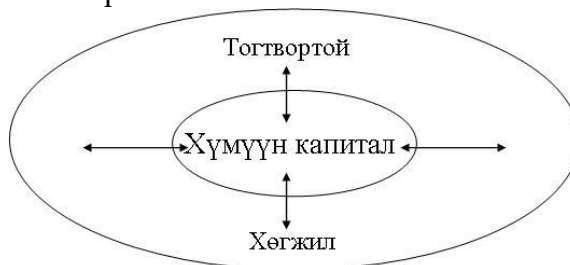 Тогтвортой
Хүмүүн капитал
Хөгжил